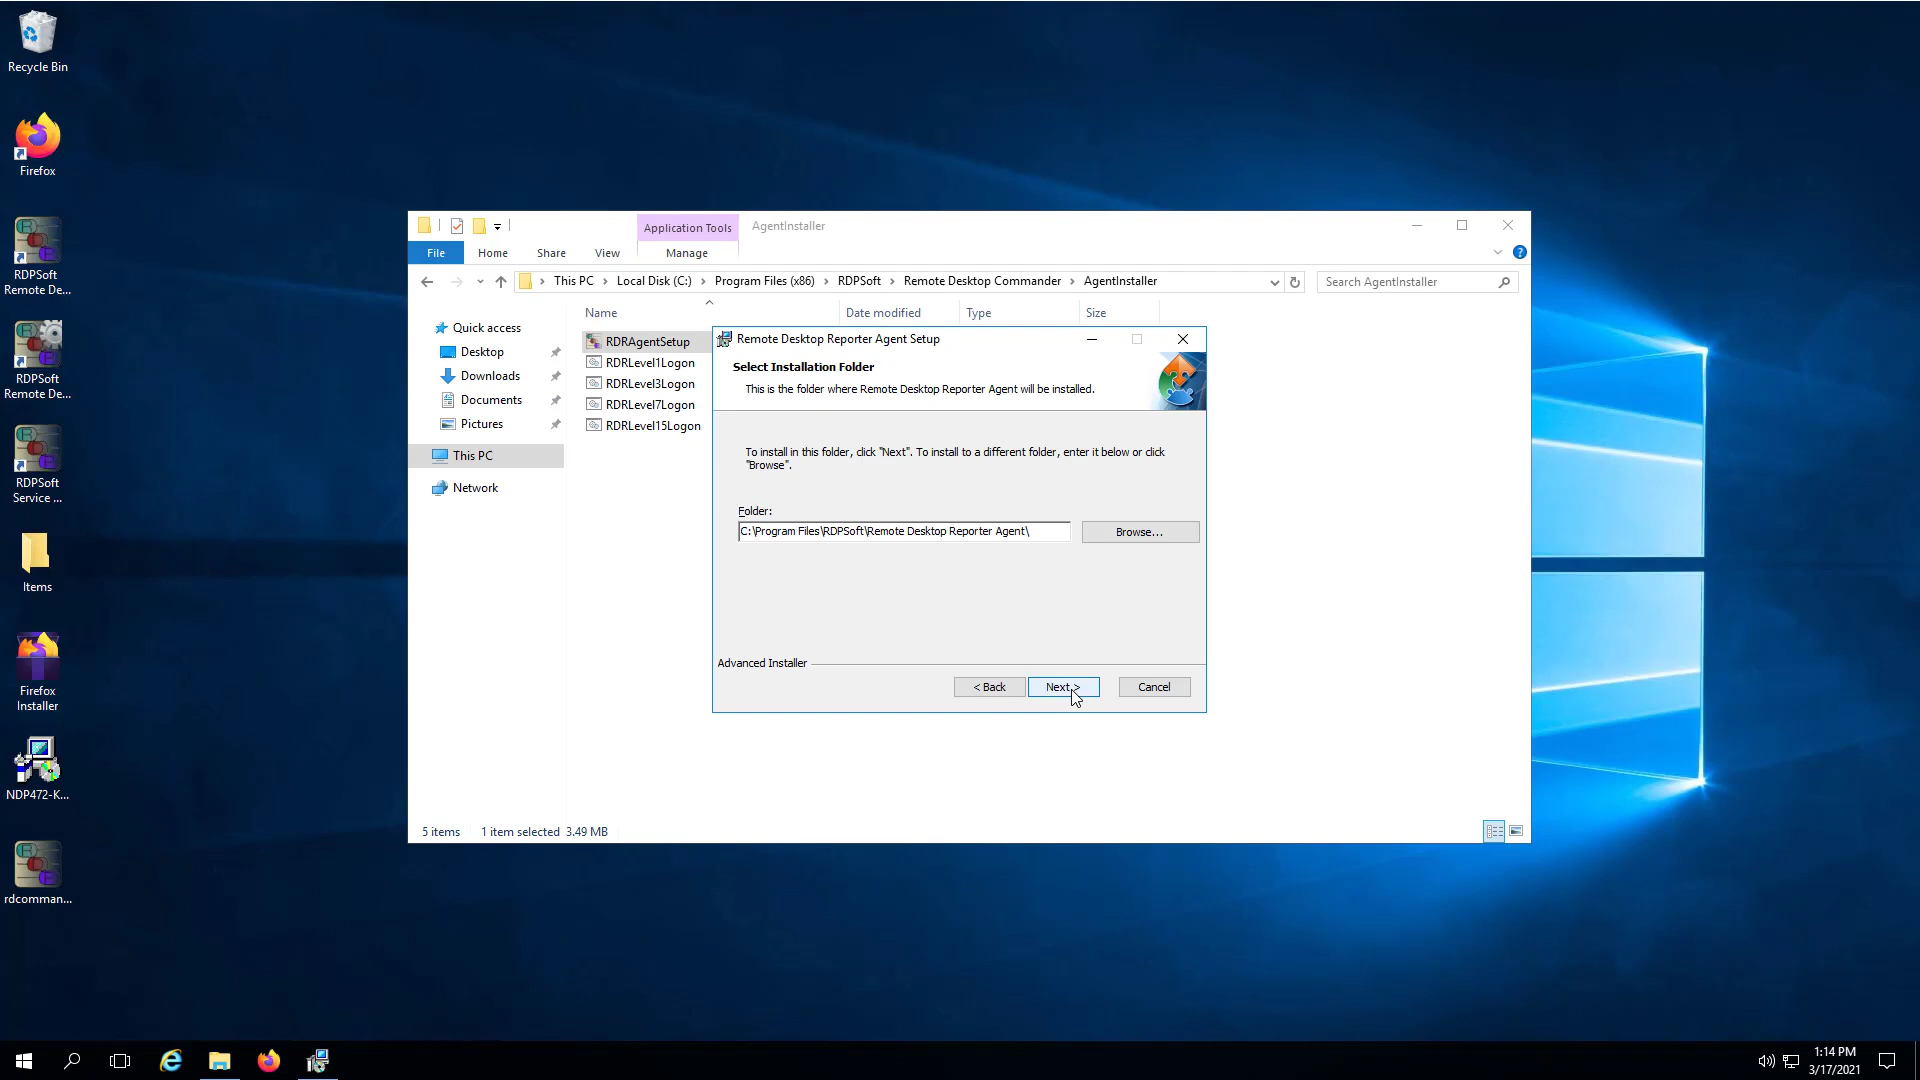 Recycle Bin
Firefox
RDPSoft
Remote De...
RDPSoft
Remote De...
RDPSoft
Service ...
Items
Firefox
Installer
NDP472-K...
rdcomman...
Application Tools
AgentInstaller
File
Home
Share
View
Manage
This PC
Local Disk (C:)
Program Files (x86)
RDPSoft
Remote Desktop Commander
AgentInstaller
Search AgentInstaller
Quick access
Desktop
Downloads
Documents
Pictures
This PC
Network
Name
Date modified
Type
Size
RDRAgentSetup
RDRLevel1Logon
RDRLevel3Logon
RDRLevel7Logon
RDRLevel15Logon
Remote Desktop Reporter Agent Setup
Select Installation Folder
This is the folder where Remote Desktop Reporter Agent will be installed.
To install in this folder, click "Next". To install to a different folder, enter it below or click
"Browse".
Folder:
C:\Program Files\RDPSoft\Remote Desktop Reporter Agent\
Browse...
Advanced Installer
< Back
Next >
Cancel
5 items
1 item selected 3.49 MB
1:14 PM
3/17/2021